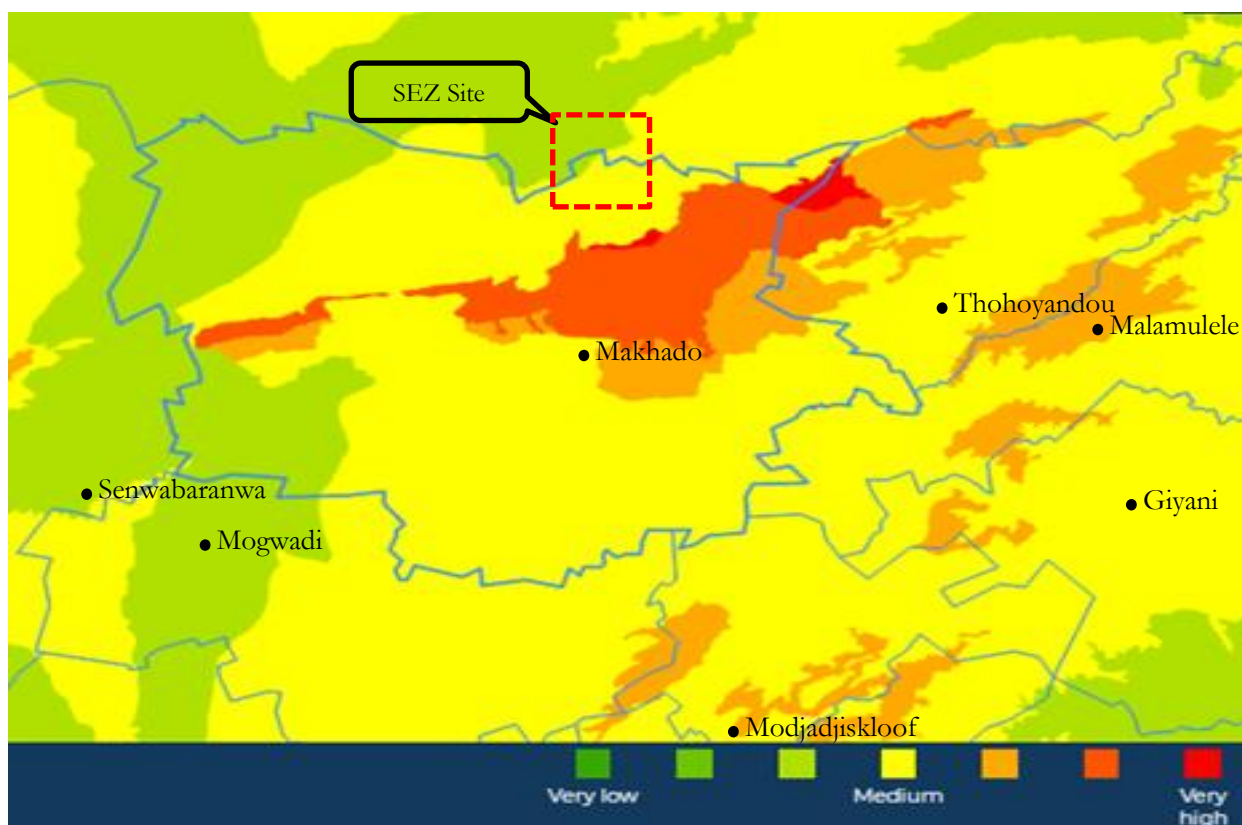 SEZ Site
Thohoyandou
Malamulele
Makhado
Senwabaranwa
Giyani
Mogwadi
Modjadjiskloof
Very low
Medium
Very
high